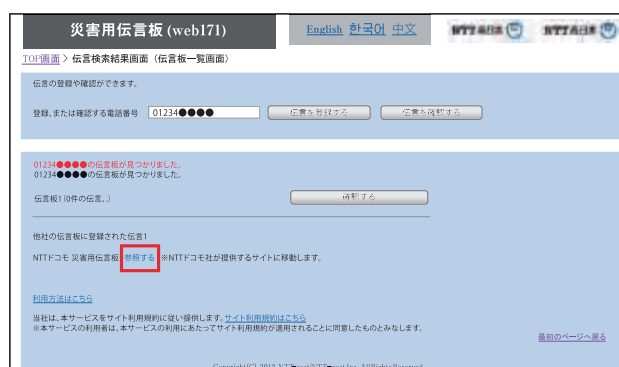 災害用伝言板 (web171)
English 한국어 中文
NTT東日本 NTT西日本
TOP画面 > 伝言検索結果画面（伝言板一覧画面）
伝言の登録や確認ができます。
登録、または確認する電話番号 01234●●●● 伝言を登録する 伝言を確認する
01234●●●●の伝言板が見つかりました。
01234●●●●の伝言板が見つかりました。
伝言板1（0件の伝言、） 確認する
他社の伝言板に登録された伝言1
NTTドコモ 災害用伝言板 参照する ※NTTドコモ社が提供するサイトに移動します。
利用方法はこちら
当社は、本サービスをサイト利用規約に従い提供します。サイト利用規約はこちら
※本サービスの利用者は、本サービスの利用にあたってサイト利用規約が適用されることに同意したものとみなします。
最初のページへ戻る